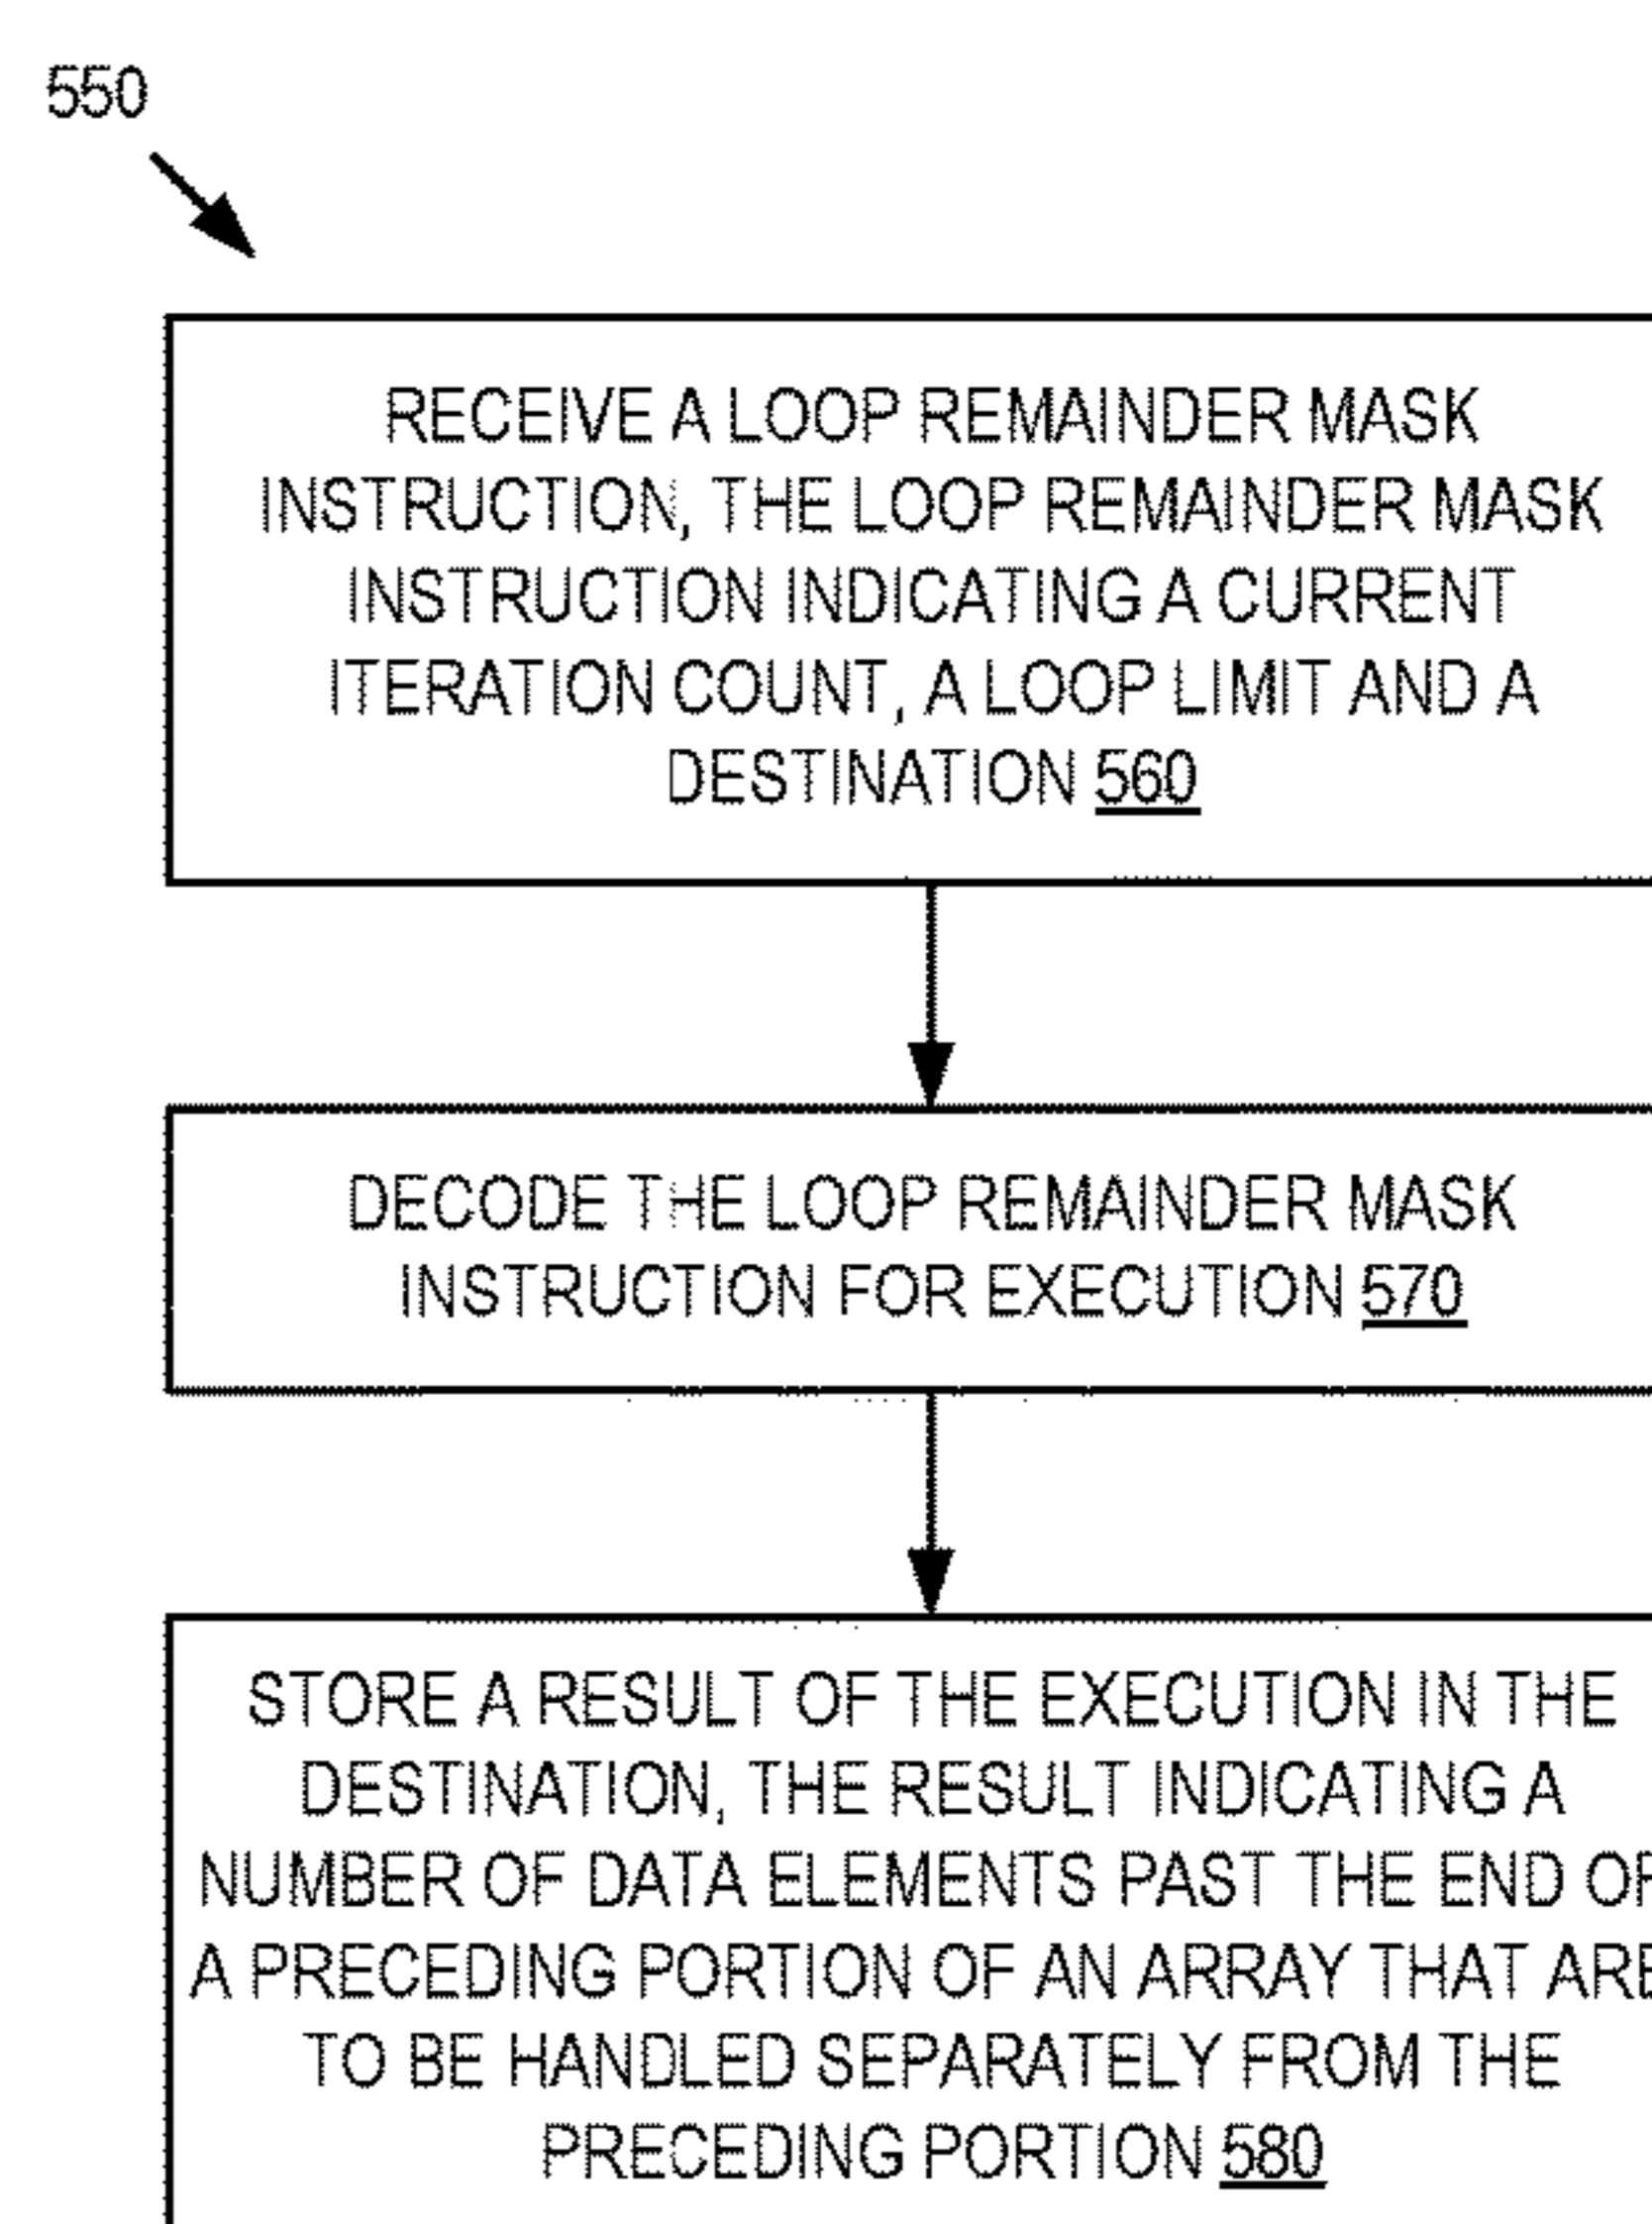 550
RECEIVE A LOOP REMAINDER MASK
INSTRUCTION, THE LOOP REMAINDER MASK
INSTRUCTION INDICATING A CURRENT
ITERATION COUNT, A LOOP LIMIT AND A
DESTINATION 560
DECODE THE LOOP REMAINDER MASK
INSTRUCTION FOR EXECUTION 570
STORE A RESULT OF THE EXECUTION IN THE
DESTINATION, THE RESULT INDICATING A
NUMBER OF DATA ELEMENTS PAST THE END OF
A PRECEDING PORTION OF AN ARRAY THAT ARE
TO BE HANDLED SEPARATELY FROM THE
PRECEDING PORTION 580